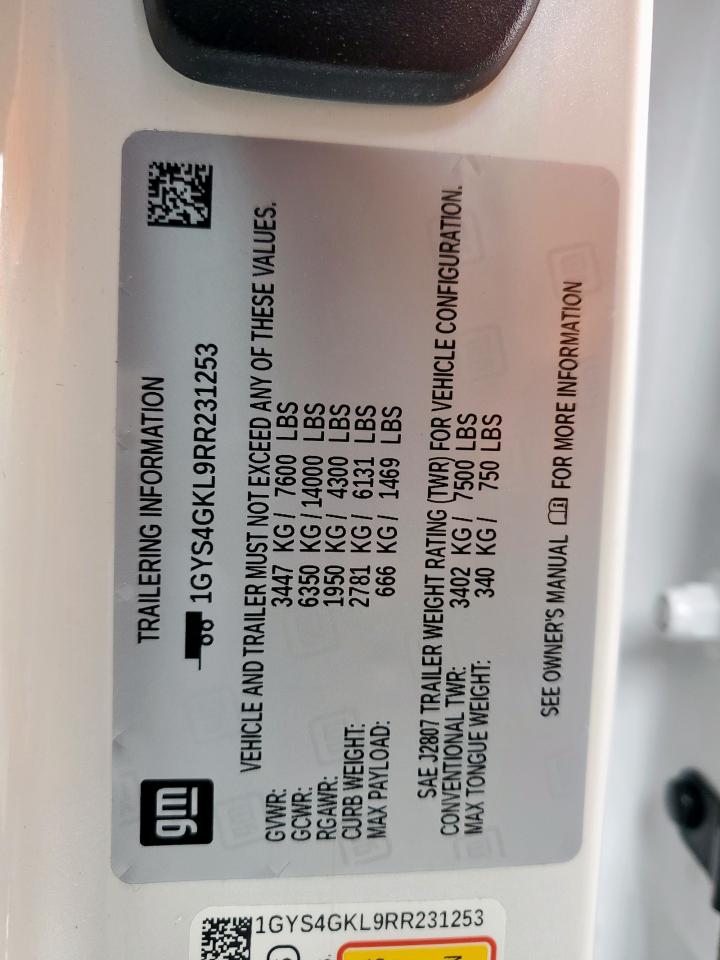 TRAILERING INFORMATION
1GYS4GKL9RR231253
VEHICLE AND TRAILER MUST NOT EXCEED ANY OF THESE VALUES.
GVWR: 3447 KG / 7600 LBS
GCWR: 6350 KG / 14000 LBS
RGAWR: 1950 KG / 4300 LBS
CURB WEIGHT: 2781 KG / 6131 LBS
MAX PAYLOAD: 666 KG / 1469 LBS
SAE J2807 TRAILER WEIGHT RATING (TWR) FOR VEHICLE CONFIGURATION.
CONVENTIONAL TWR: 3402 KG / 7500 LBS
MAX TONGUE WEIGHT: 340 KG / 750 LBS
SEE OWNER'S MANUAL FOR MORE INFORMATION
gm
1GYS4GKL9RR231253